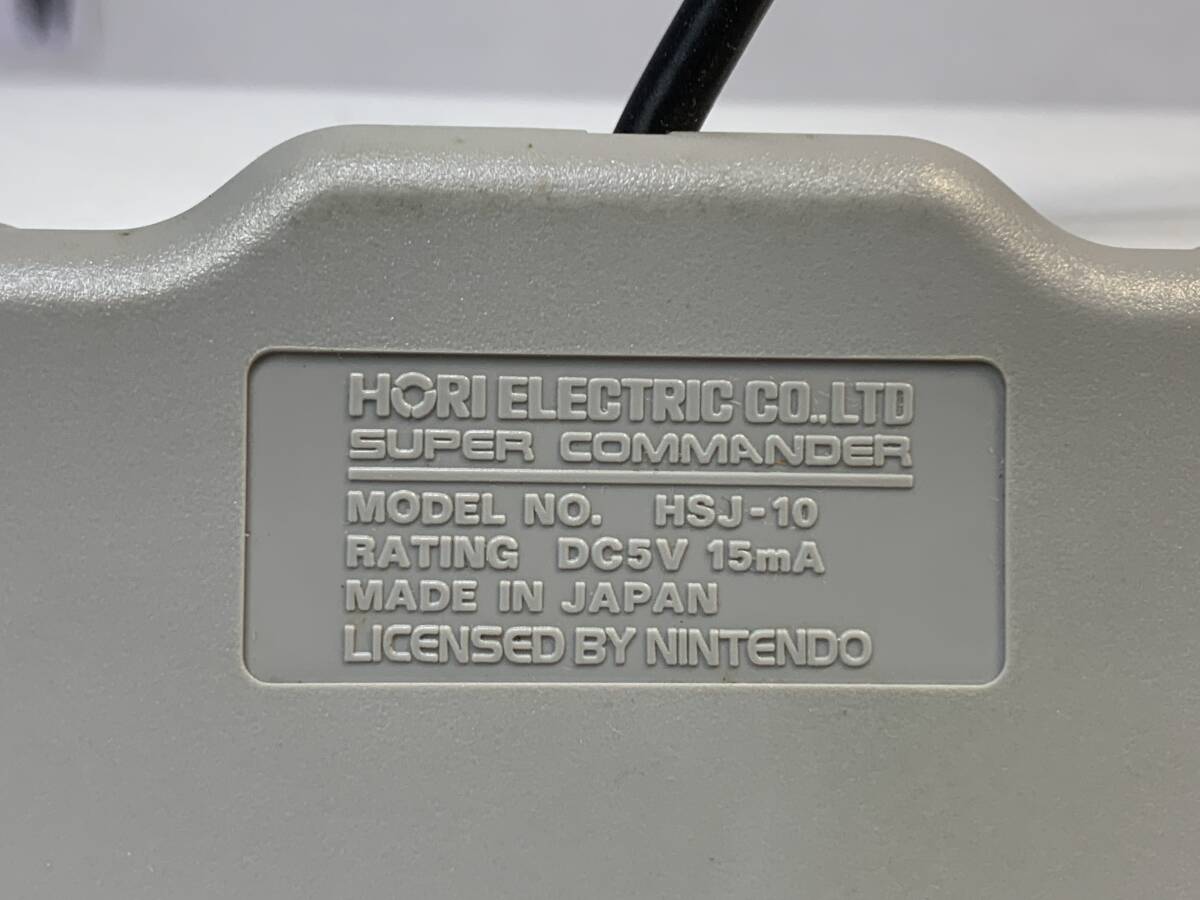 HORI ELECTRIC CO.,LTD
SUPER COMMANDER
MODEL NO. HSJ-10
RATING DC5V 15mA
MADE IN JAPAN
LICENSED BY NINTENDO